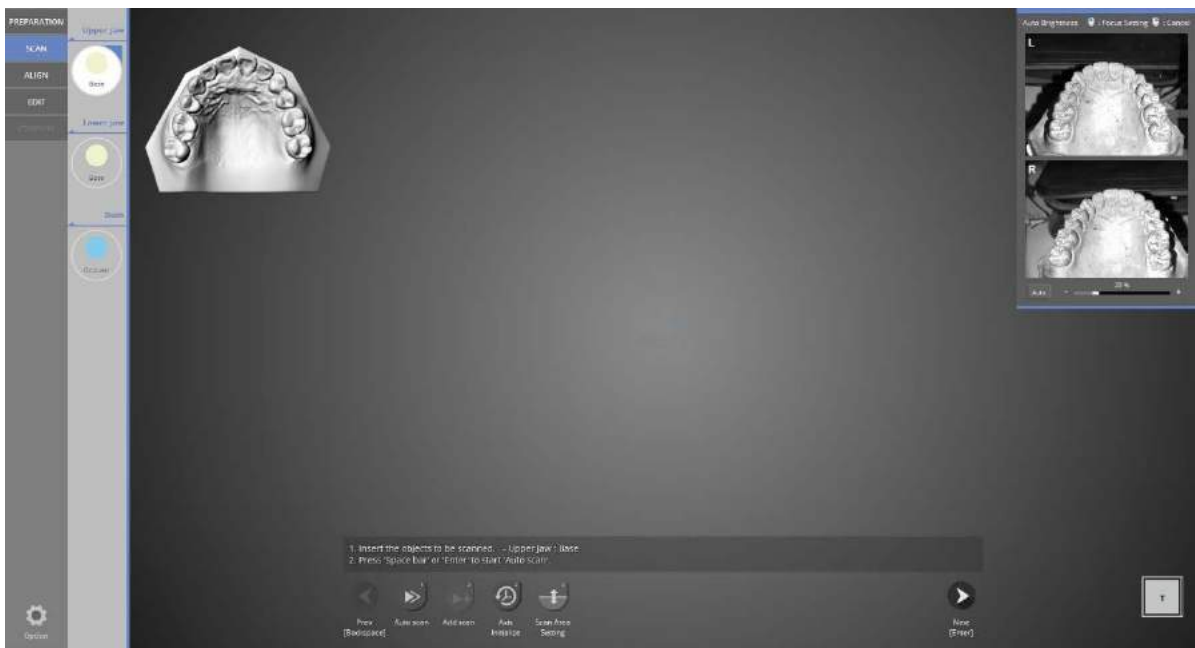 PREPARATION
SCAN
ALIGN
EDIT
Upper jaw
Base
Lower jaw
Base
Option
Auto Brightness : Focus Setting : Cancel
L
R
Auto - 20 % +
1. Insert the objects to be scanned. - Upper Jaw : Base
2. Press 'Space bar' or 'Enter' to start 'Auto scan'
Prev
[Backspace]
Auto scan
Add scan
Axis
Initialize
Scan Area
Setting
Next
[Enter]
T